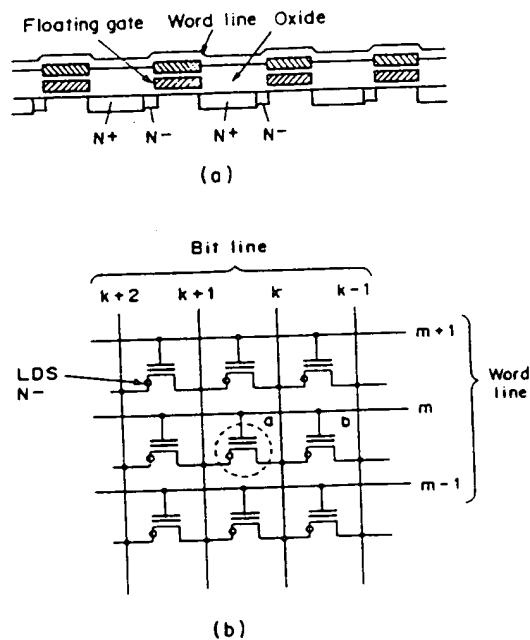 Floating gate Word line Oxide
N+ N- N+ N-
(a)
Bit line
k+2 k+1 k k-1
m+1
LDS
N-
Word
line
m
a b
m-1
(b)